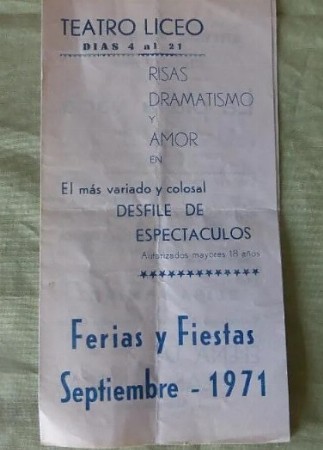 TEATRO LICEO
DIAS 4 al 21
RISAS
DRAMATISMO
Y
AMOR
EN
El más variado y colosal
DESFILE DE
ESPECTACULOS
Autorizados mayores 18 años
Ferias y Fiestas
Septiembre - 1971